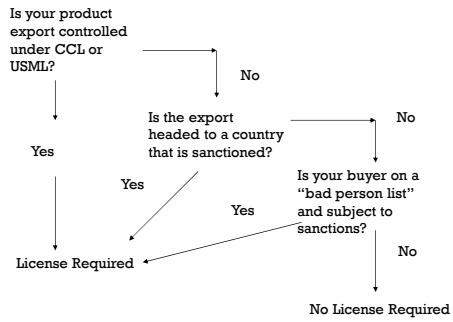 Is your product
export controlled
under CCL or
USML?
No
Is the export
headed to a country
that is sanctioned?
No
Yes
Is your buyer on a
“bad person list”
and subject to
sanctions?
Yes
Yes
No
License Required
No License Required